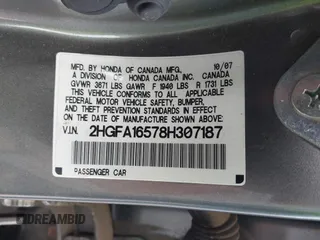 MFD. BY HONDA OF CANADA MFG. 10/07
A DIVISION OF HONDA CANADA INC. CANADA
GVWR 3671 LBS GAWR F 1940 LBS R 1731 LBS
THIS VEHICLE CONFORMS TO ALL APPLICABLE
FEDERAL MOTOR VEHICLE SAFETY, BUMPER,
AND THEFT PREVENTION STANDARDS IN EFFECT
ON THE DATE OF MANUFACTURE SHOWN ABOVE.
V.I.N. 2HGFA16578H307187
PASSENGER CAR
DREAMBID